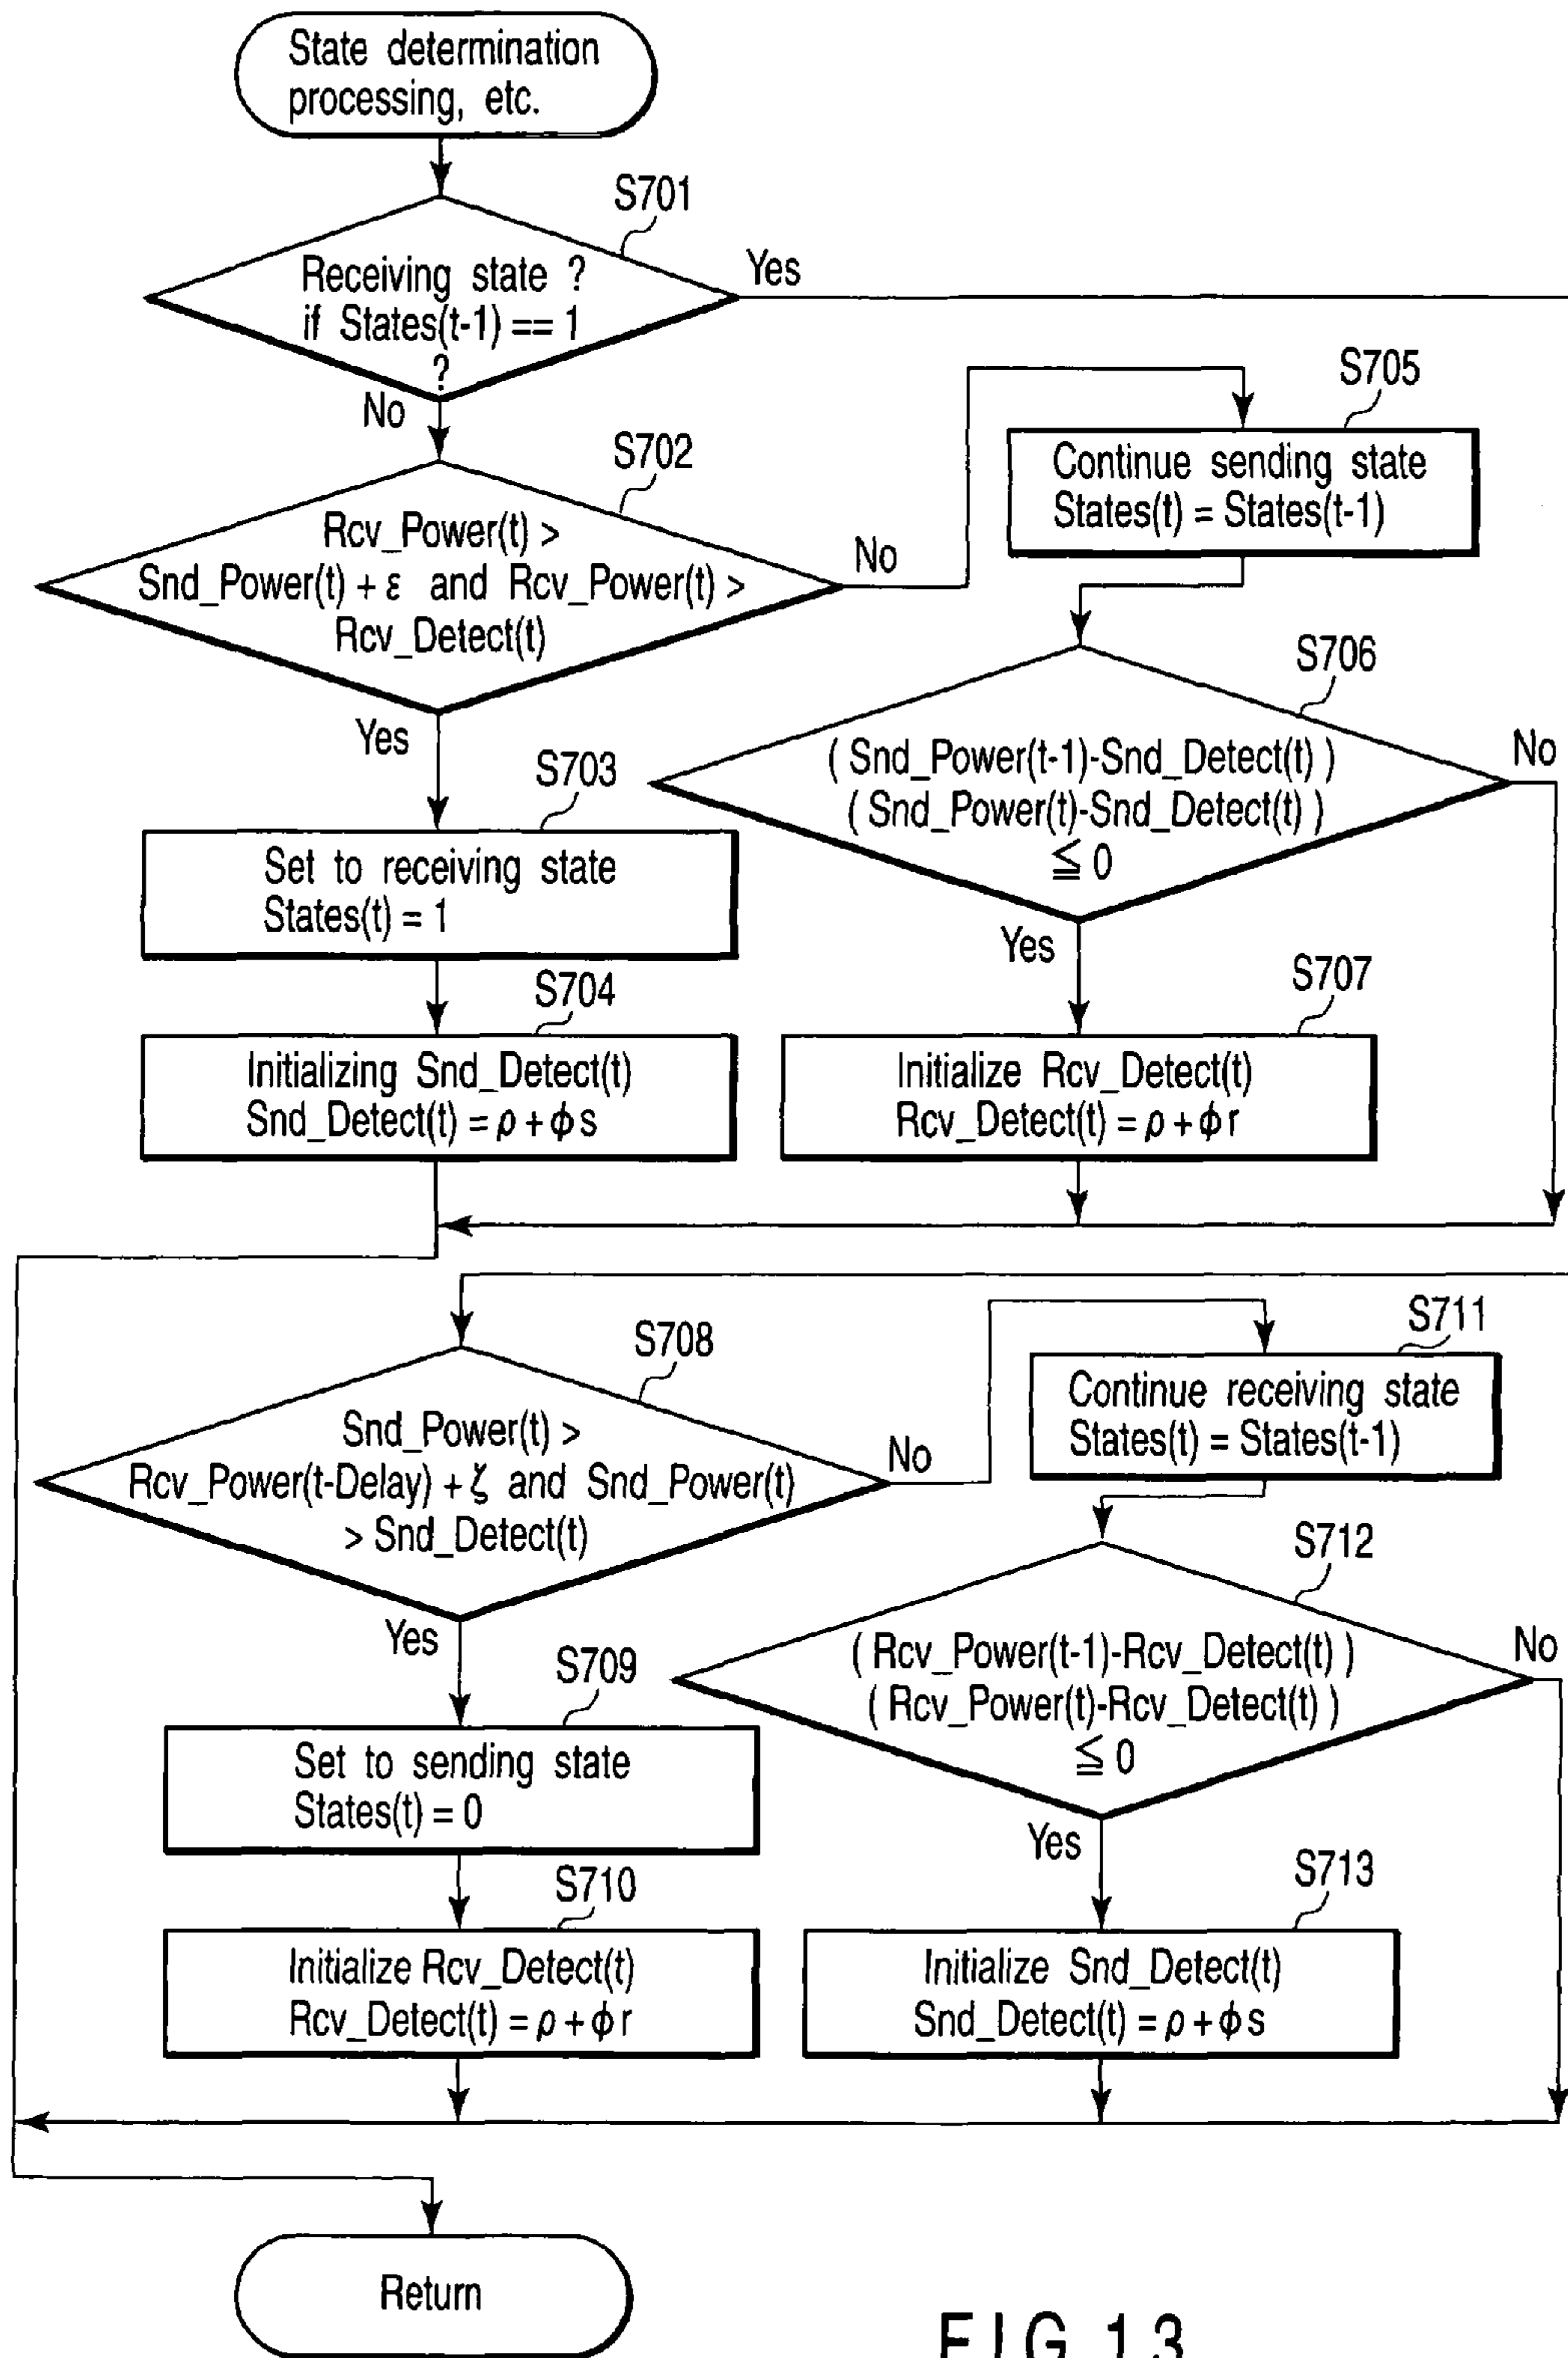 State determination
processing, etc.
S701
Receiving state ?
if States(t-1) == 1
?
Yes
No
S702
Rcv_Power(t) >
Snd_Power(t) + ε and Rcv_Power(t) >
Rcv_Detect(t)
No
Yes
S705
Continue sending state
States(t) = States(t-1)
S706
( Snd_Power(t-1)-Snd_Detect(t) )
( Snd_Power(t)-Snd_Detect(t) )
≦ 0
No
Yes
S703
Set to receiving state
States(t) = 1
S704
Initializing Snd_Detect(t)
Snd_Detect(t) = ρ + ϕ s
S707
Initialize Rcv_Detect(t)
Rcv_Detect(t) = ρ + ϕ r
S708
Snd_Power(t) >
Rcv_Power(t-Delay) + ζ and Snd_Power(t)
> Snd_Detect(t)
No
Yes
S711
Continue receiving state
States(t) = States(t-1)
S712
( Rcv_Power(t-1)-Rcv_Detect(t) )
( Rcv_Power(t)-Rcv_Detect(t) )
≦ 0
No
Yes
S709
Set to sending state
States(t) = 0
S710
Initialize Rcv_Detect(t)
Rcv_Detect(t) = ρ + ϕ r
S713
Initialize Snd_Detect(t)
Snd_Detect(t) = ρ + ϕ s
Return
FIG.13